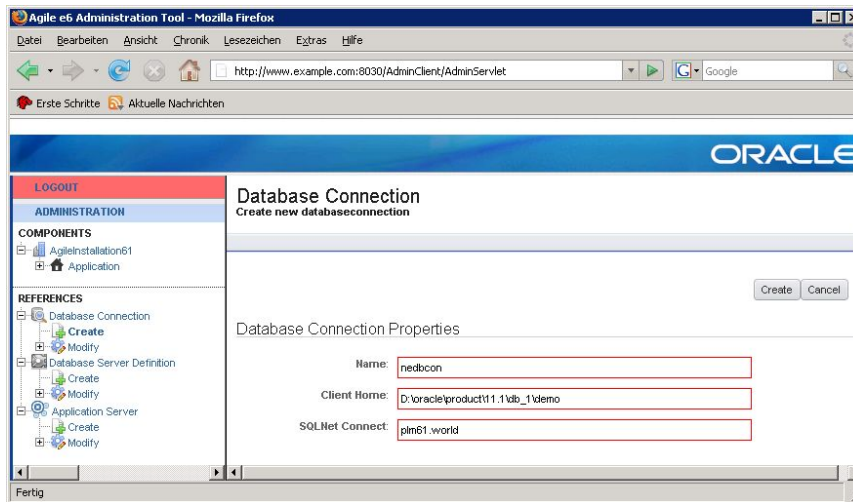 Agile e6 Administration Tool - Mozilla Firefox
Datei Bearbeiten Ansicht Chronik Lesezeichen Extras Hilfe
http://www.example.com:8030/AdminClient/AdminServlet
G Google
Erste Schritte Aktuelle Nachrichten
ORACLE
LOGOUT
ADMINISTRATION
COMPONENTS
AgileInstallation61
Application
REFERENCES
Database Connection
Create
Modify
Database Server Definition
Create
Modify
Application Server
Create
Modify
Database Connection
Create new databaseconnection
Create Cancel
Database Connection Properties
Name: nedbcon
Client Home: D:\oracle\product\11.1\db_1\demo
SQLNet Connect: plm61.world
Fertig